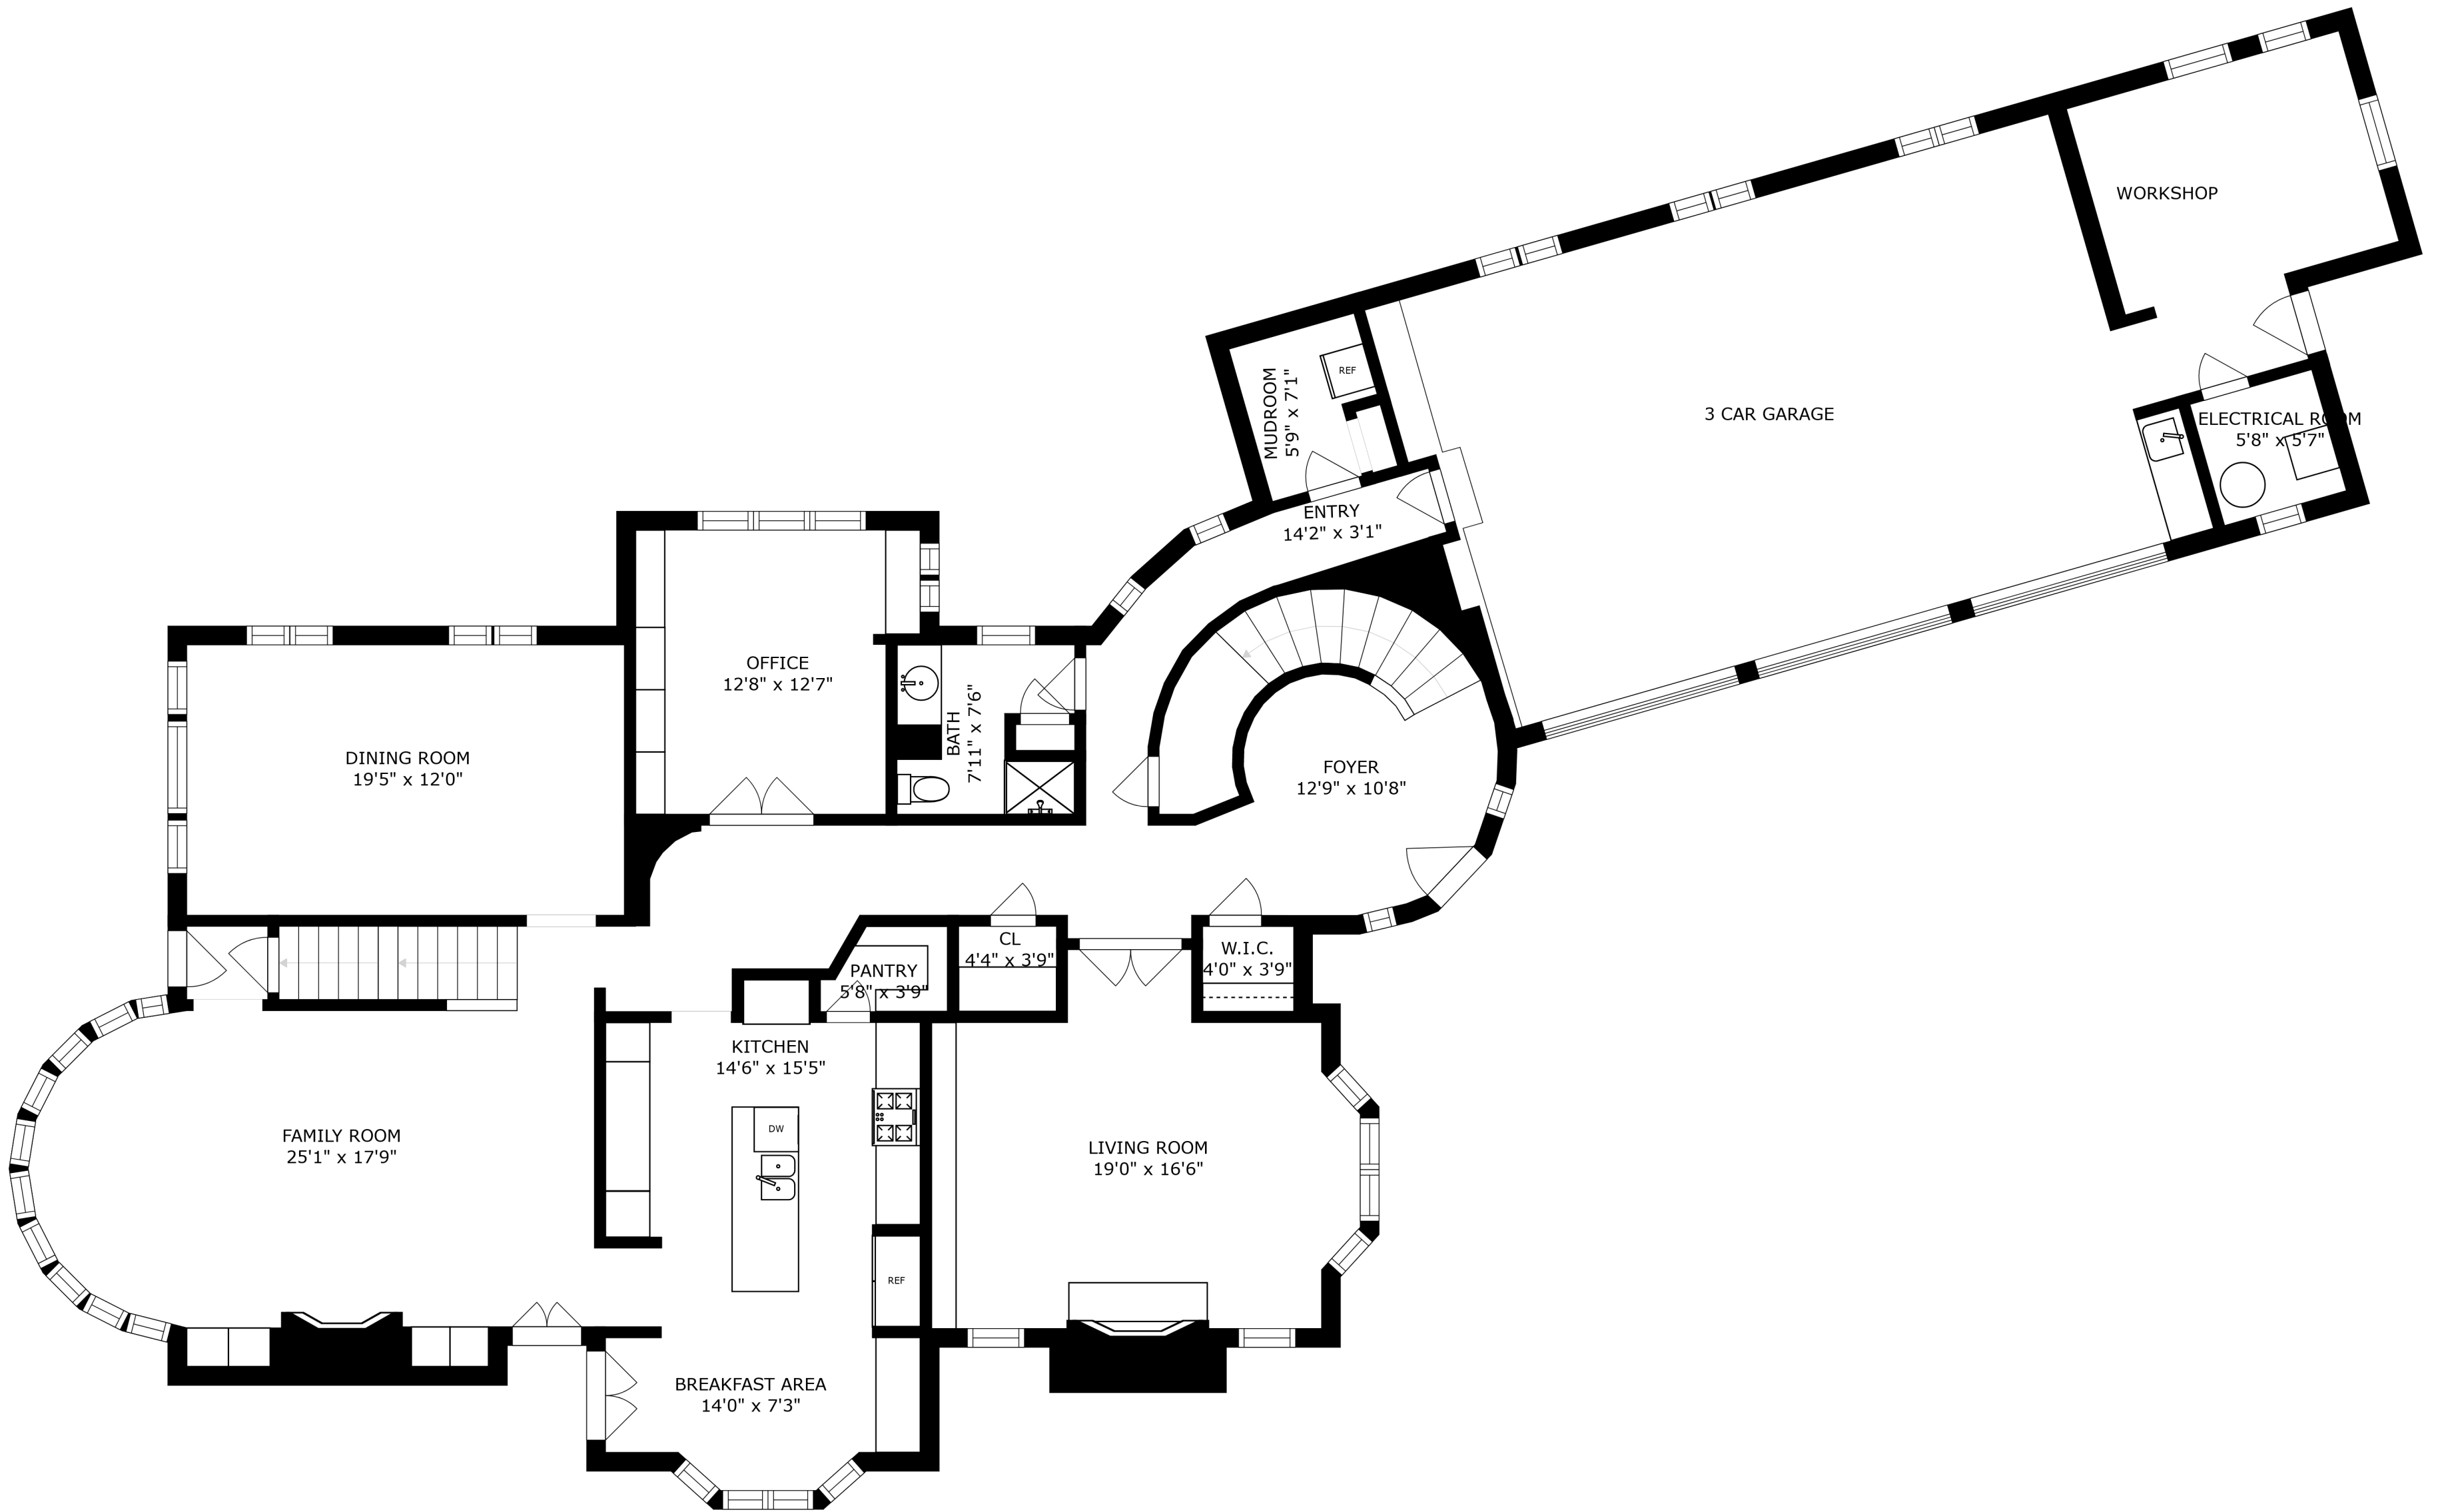 WORKSHOP
REF
MUDROOM
5'9" x 7'1"
3 CAR GARAGE
ELECTRICAL ROOM
5'8" x 5'7"
ENTRY
14'2" x 3'1"
OFFICE
12'8" x 12'7"
BATH
7'11" x 7'6"
DINING ROOM
19'5" x 12'0"
FOYER
12'9" x 10'8"
CL
4'4" x 3'9"
W.I.C.
4'0" x 3'9"
PANTRY
5'8" x 3'9"
KITCHEN
14'6" x 15'5"
DW
FAMILY ROOM
25'1" x 17'9"
LIVING ROOM
19'0" x 16'6"
REF
BREAKFAST AREA
14'0" x 7'3"